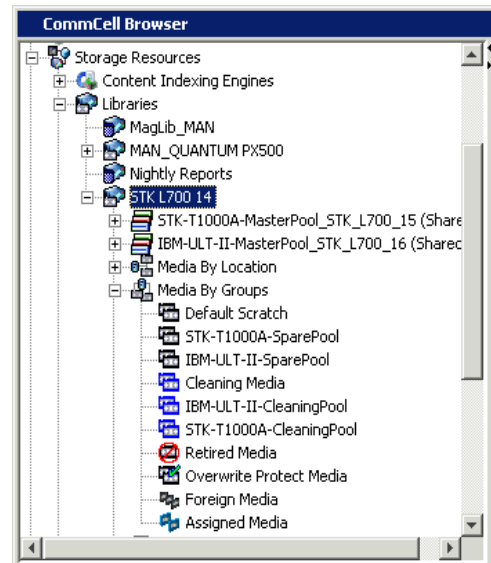 CommCell Browser
Storage Resources
Content Indexing Engines
Libraries
MagLib_MAN
MAN_QUANTUM PX500
Nightly Reports
STK L700 14
STK-T1000A-MasterPool_STK_L700_15 (Share
IBM-ULT-II-MasterPool_STK_L700_16 (Shared
Media By Location
Media By Groups
Default Scratch
STK-T1000A-SparePool
IBM-ULT-II-SparePool
Cleaning Media
IBM-ULT-II-CleaningPool
STK-T1000A-CleaningPool
Retired Media
Overwrite Protect Media
Foreign Media
Assigned Media